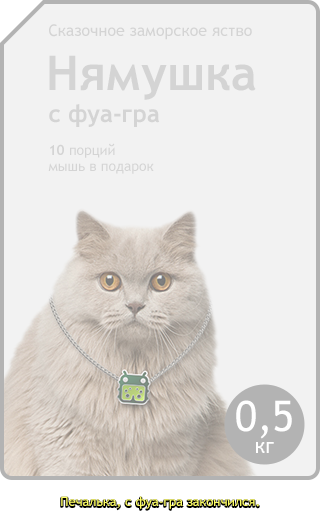 Сказочное заморское яство
Нямушка
с фуа-гра
10 порций
мышь в подарок
0,5
кг
Печалька, с фуа-гра закончился.